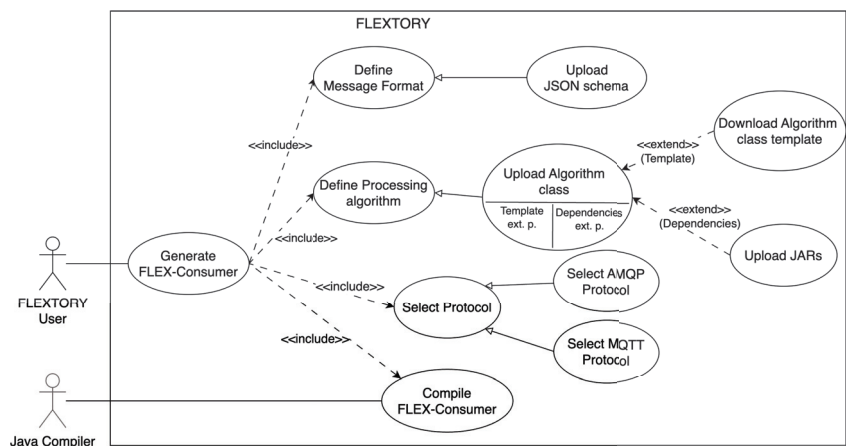 FLEXTORY
Define
Message Format
Upload
JSON schema
Download Algorithm
class template
<<extend>>
(Template)
<<include>>
Upload Algorithm
class
Define Processing
algorithm
Template
ext. p.
Dependencies
ext. p.
<<extend>>
(Dependencies)
<<include>>
Upload JARs
Generate
FLEX-Consumer
Select AMQP
Protocol
<<include>>
FLEXTORY
User
Select Protocol
<<include>>
Select MQTT
Protocol
Compile
FLEX-Consumer
Java Compiler